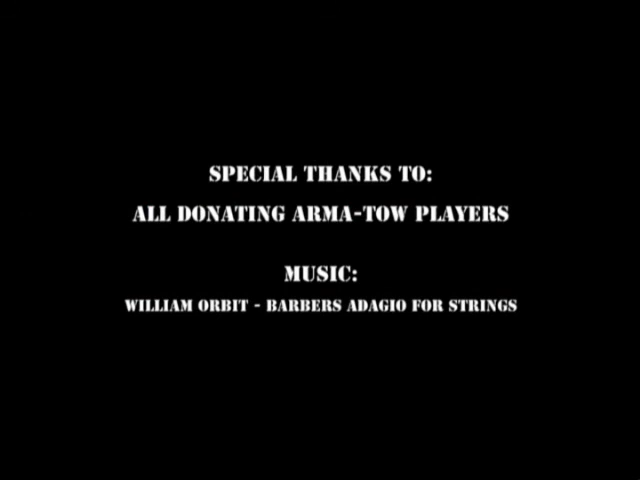 SPECIAL THANKS TO:
ALL DONATING ARMA-TOW PLAYERS
MUSIC:
WILLIAM ORBIT - BARBERS ADAGIO FOR STRINGS